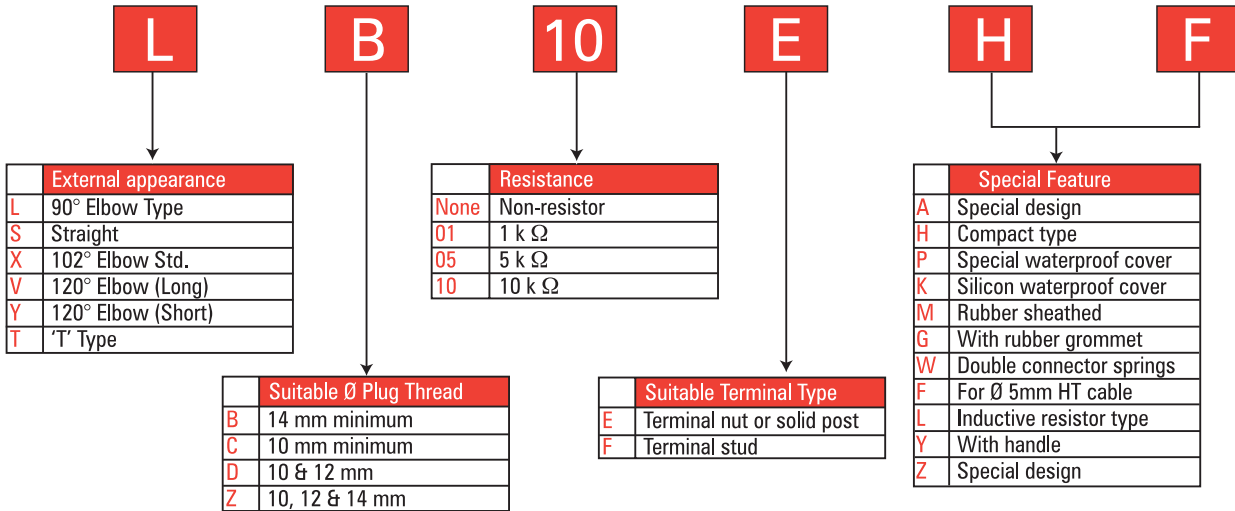 L B 10 E H F
External appearance
L 90° Elbow Type
S Straight
X 102° Elbow Std.
V 120° Elbow (Long)
Y 120° Elbow (Short)
T ‘T’ Type
Suitable Ø Plug Thread
B 14 mm minimum
C 10 mm minimum
D 10 & 12 mm
Z 10, 12 & 14 mm
Resistance
None Non-resistor
01 1 k Ω
05 5 k Ω
10 10 k Ω
Suitable Terminal Type
E Terminal nut or solid post
F Terminal stud
Special Feature
A Special design
H Compact type
P Special waterproof cover
K Silicon waterproof cover
M Rubber sheathed
G With rubber grommet
W Double connector springs
F For Ø 5mm HT cable
L Inductive resistor type
Y With handle
Z Special design